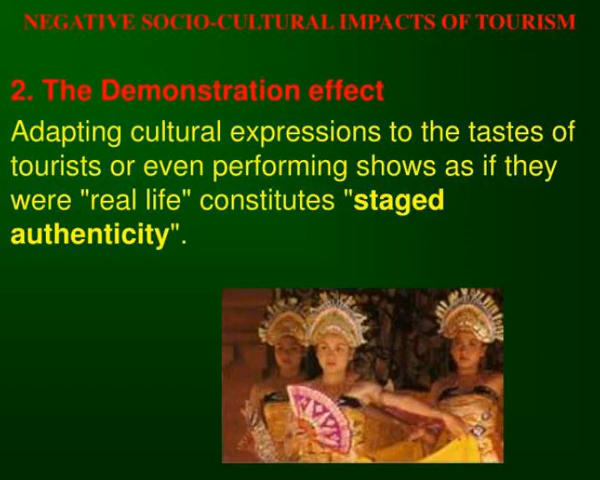 NEGATIVE SOCIO-CULTURAL IMPACTS OF TOURISM
2. The Demonstration effect
Adapting cultural expressions to the tastes of
tourists or even performing shows as if they
were "real life" constitutes "staged
authenticity".